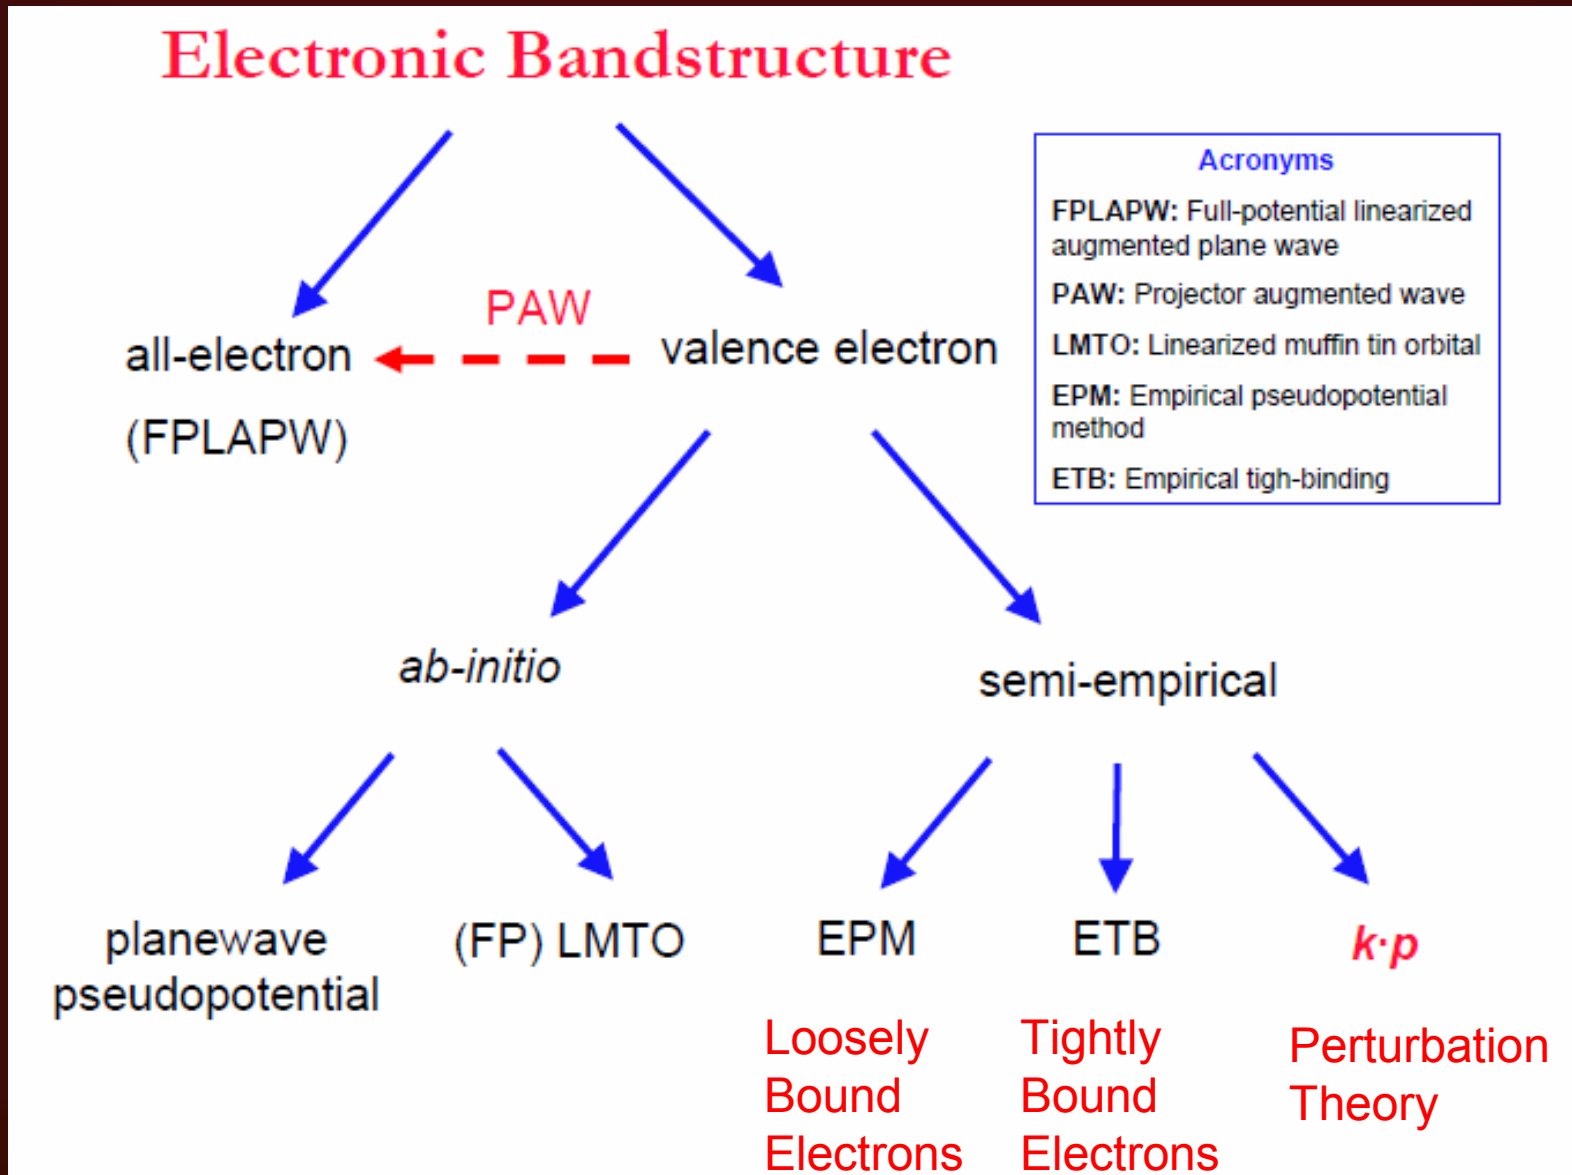 Electronic Bandstructure
Acronyms
FPLAPW: Full-potential linearized
augmented plane wave
PAW: Projector augmented wave
LMTO: Linearized muffin tin orbital
EPM: Empirical pseudopotential
method
ETB: Empirical tigh-binding
PAW
all-electron
valence electron
(FPLAPW)
ab-initio
semi-empirical
planewave
pseudopotential
(FP) LMTO
EPM
ETB
k·p
Loosely
Bound
Electrons
Tightly
Bound
Electrons
Perturbation
Theory